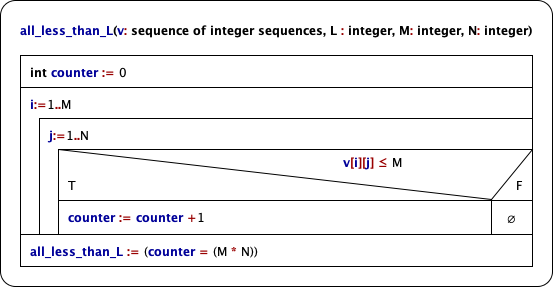 all_less_than_L(v: sequence of integer sequences, L : integer, M: integer, N: integer)
int counter := 0
i:=1..M
j:=1..N
v[i][j] ≤ M
T F
counter := counter +1 ∅
all_less_than_L := (counter = (M * N))